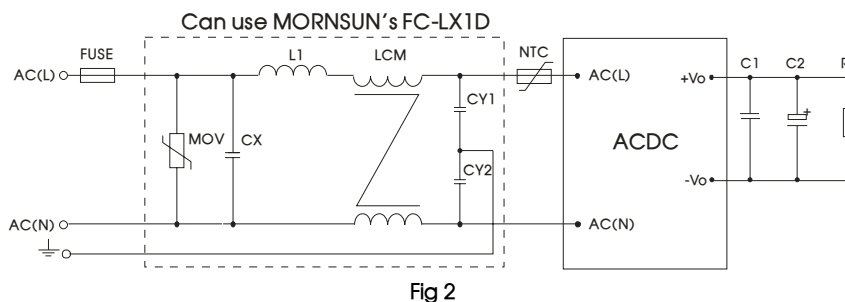 Can use MORNSUN's FC-LX1D
FUSE
L1
LCM
NTC
AC(L)
AC(L)
+Vo
C1
C2
R
CY1
MOV
CX
+
ACDC
CY2
-Vo
AC(N)
AC(N)
Fig 2